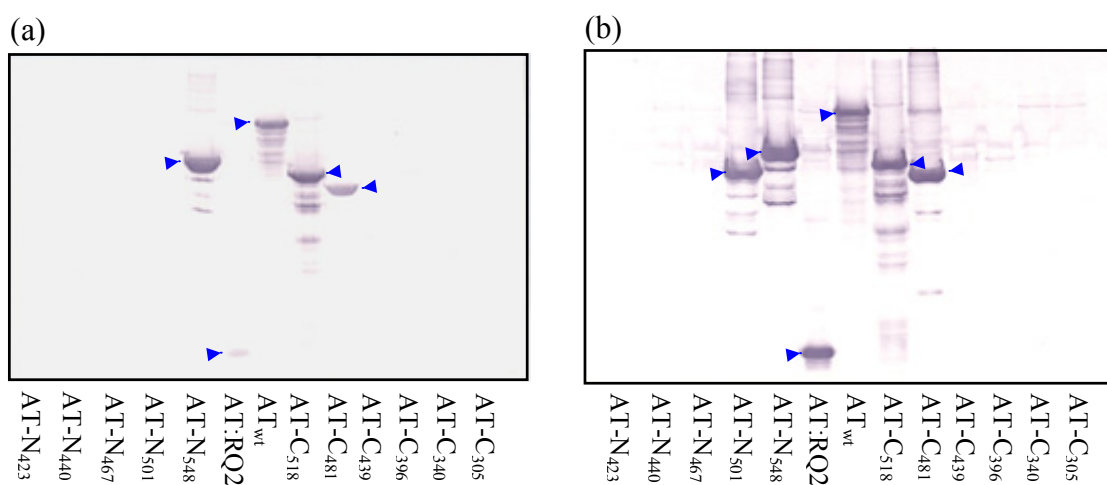 (a)
(b)
AT-N₄₂₃
AT-N₄₄₀
AT-N₄₆₇
AT-N₅₀₁
AT-N₅₄₈
AT:RQ2
AT_wt
AT-C₅₁₈
AT-C₄₈₁
AT-C₄₃₉
AT-C₃₉₆
AT-C₃₄₀
AT-C₃₀₅
AT-N₄₂₃
AT-N₄₄₀
AT-N₄₆₇
AT-N₅₀₁
AT-N₅₄₈
AT:RQ2
AT_wt
AT-C₅₁₈
AT-C₄₈₁
AT-C₄₃₉
AT-C₃₉₆
AT-C₃₄₀
AT-C₃₀₅